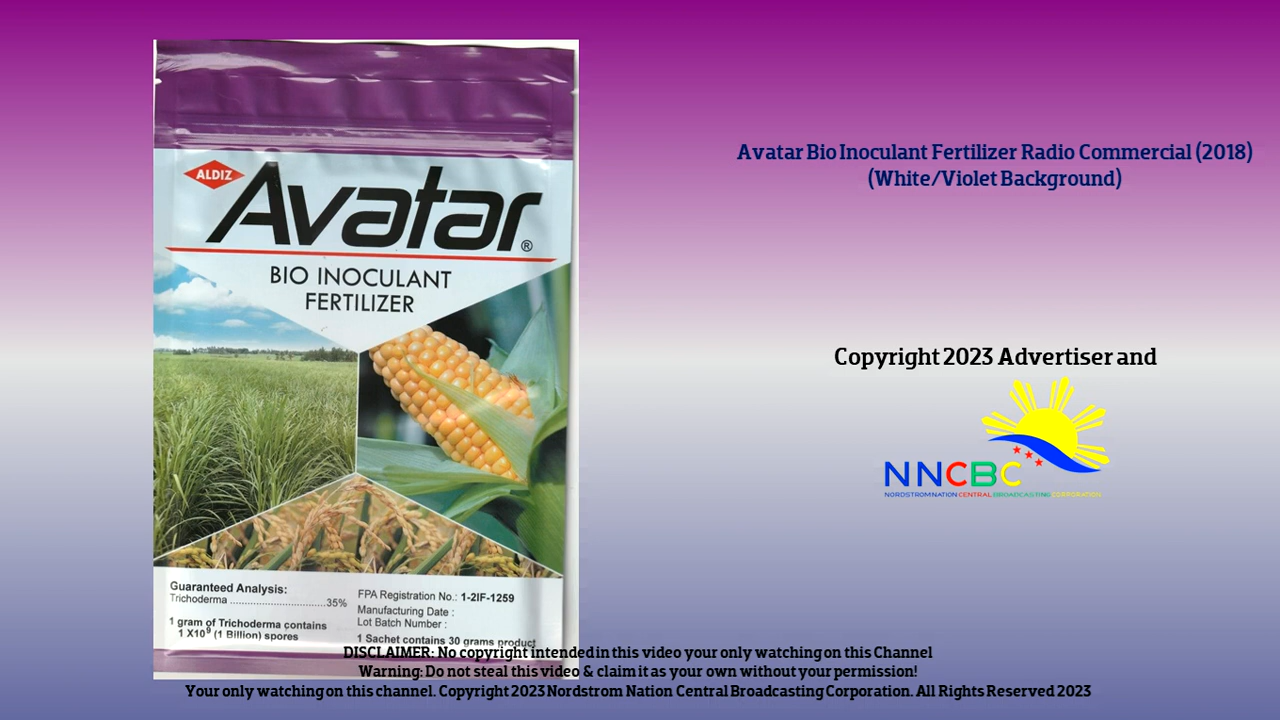 ALDIZ
Avatar®
BIO INOCULANT
FERTILIZER
Guaranteed Analysis:
Trichoderma ................................35%
1 gram of Trichoderma contains
1 X10⁹ (1 Billion) spores
FPA Registration No.: 1-2IF-1259
Manufacturing Date :
Lot Batch Number :
1 Sachet contains 30 grams product
Avatar Bio Inoculant Fertilizer Radio Commercial (2018)
(White/Violet Background)
Copyright 2023 Advertiser and
NNCBC
NORDSTROM NATION CENTRAL BROADCASTING CORPORATION
DISCLAIMER: No copyright intended in this video your only watching on this Channel
Warning: Do not steal this video & claim it as your own without your permission!
Your only watching on this channel. Copyright 2023 Nordstrom Nation Central Broadcasting Corporation. All Rights Reserved 2023